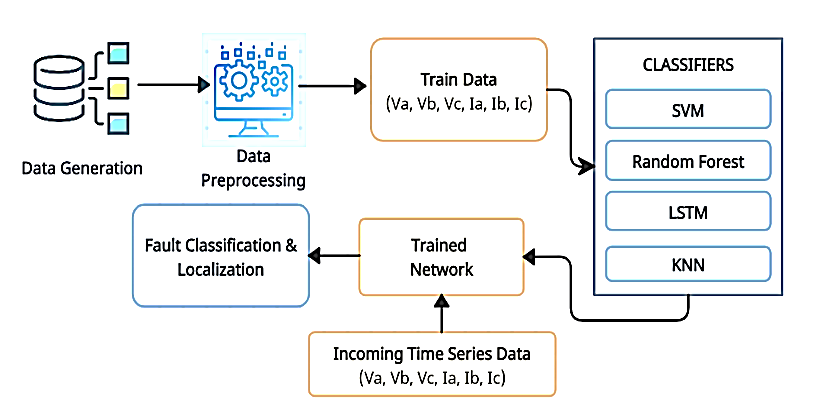 Data Generation
Data
Preprocessing
Train Data
(Va, Vb, Vc, Ia, Ib, Ic)
CLASSIFIERS
SVM
Random Forest
LSTM
KNN
Fault Classification &
Localization
Trained
Network
Incoming Time Series Data
(Va, Vb, Vc, Ia, Ib, Ic)